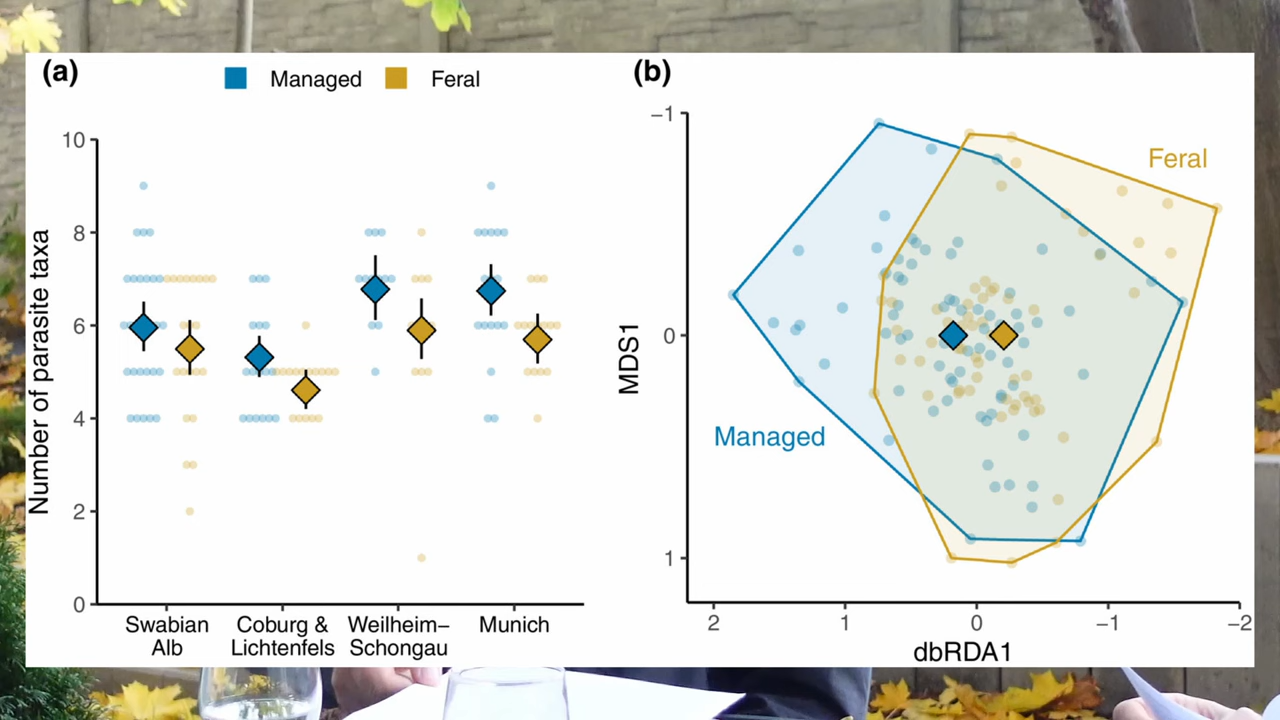 (a)
Managed
Feral
Number of parasite taxa
10
8
6
4
2
0
Swabian
Alb
Coburg &
Lichtenfels
Weilheim–
Schongau
Munich
(b)
Feral
Managed
MDS1
−1
0
1
2
1
0
−1
−2
dbRDA1